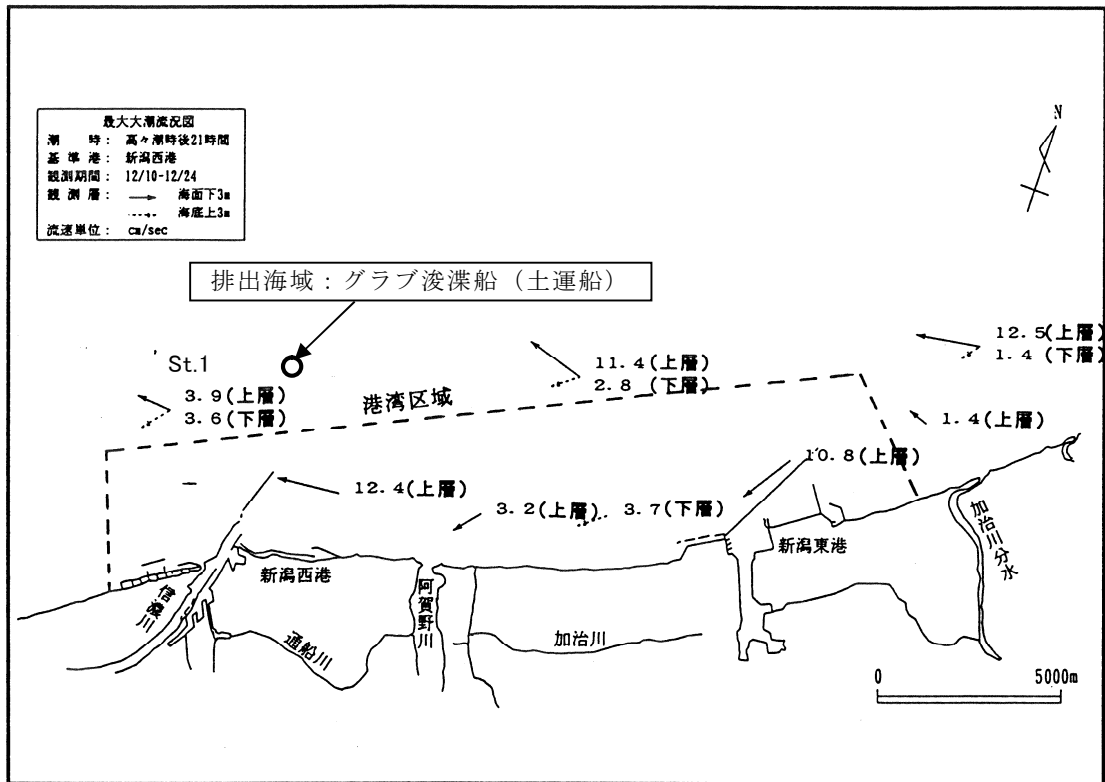 最大大潮流況図
潮 時： 高々潮時後21時間
基 準 港： 新潟西港
観測期間： 12/10-12/24
観 測 層： 海面下3m
海底上3m
流速単位： cm/sec
N
排出海域：グラブ浚渫船（土運船）
St.1
3.9(上層)
3.6(下層)
11.4(上層)
2.8 (下層)
12.5(上層)
1.4 (下層)
港湾区域
1.4(上層)
10.8(上層)
12.4(上層)
3.2(上層)
3.7(下層)
新潟西港
新潟東港
信濃川
通船川
阿賀野川
加治川
加治川分水
0 5000m